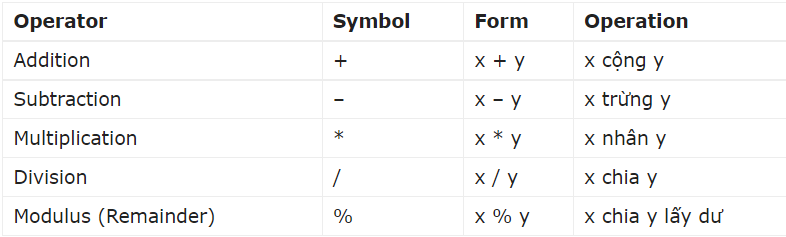 Operator Symbol Form Operation
Addition + x + y x cộng y
Subtraction – x – y x trừng y
Multiplication * x * y x nhân y
Division / x / y x chia y
Modulus (Remainder) % x % y x chia y lấy dư